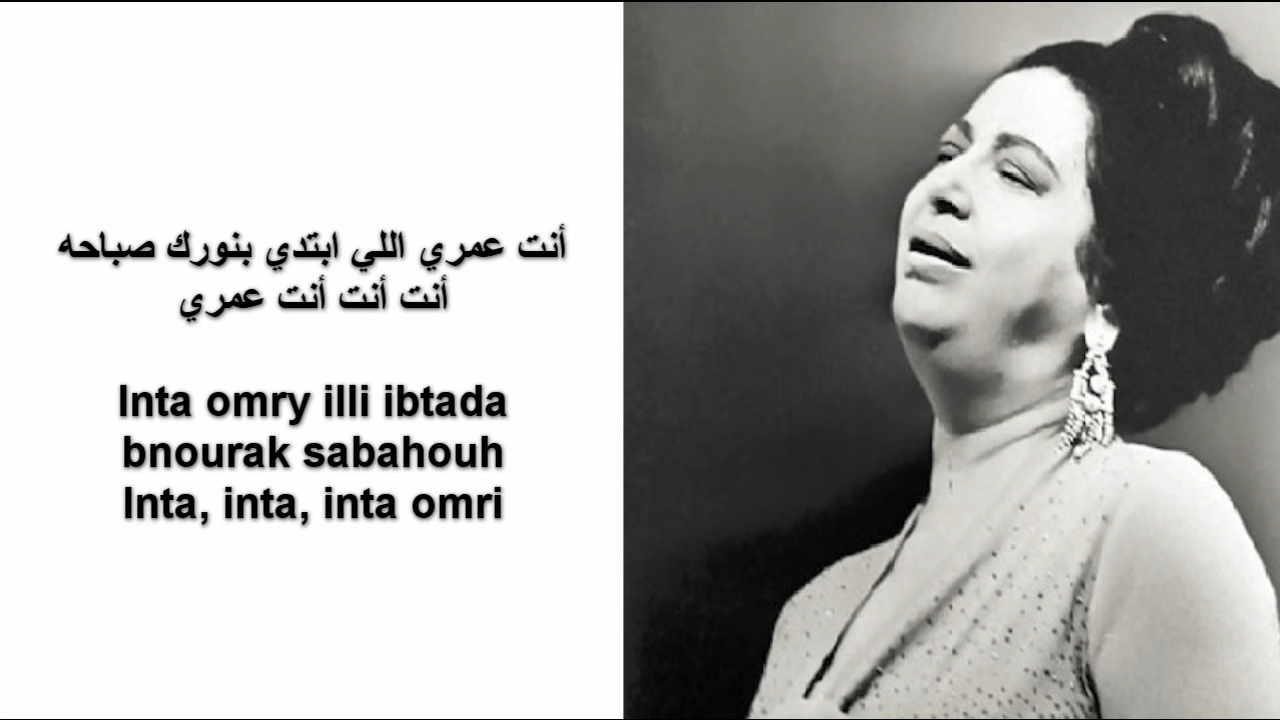 أنت عمري اللي ابتدي بنورك صباحه
أنت أنت أنت عمري
Inta omry illi ibtada
bnourak sabahouh
Inta, inta, inta omri